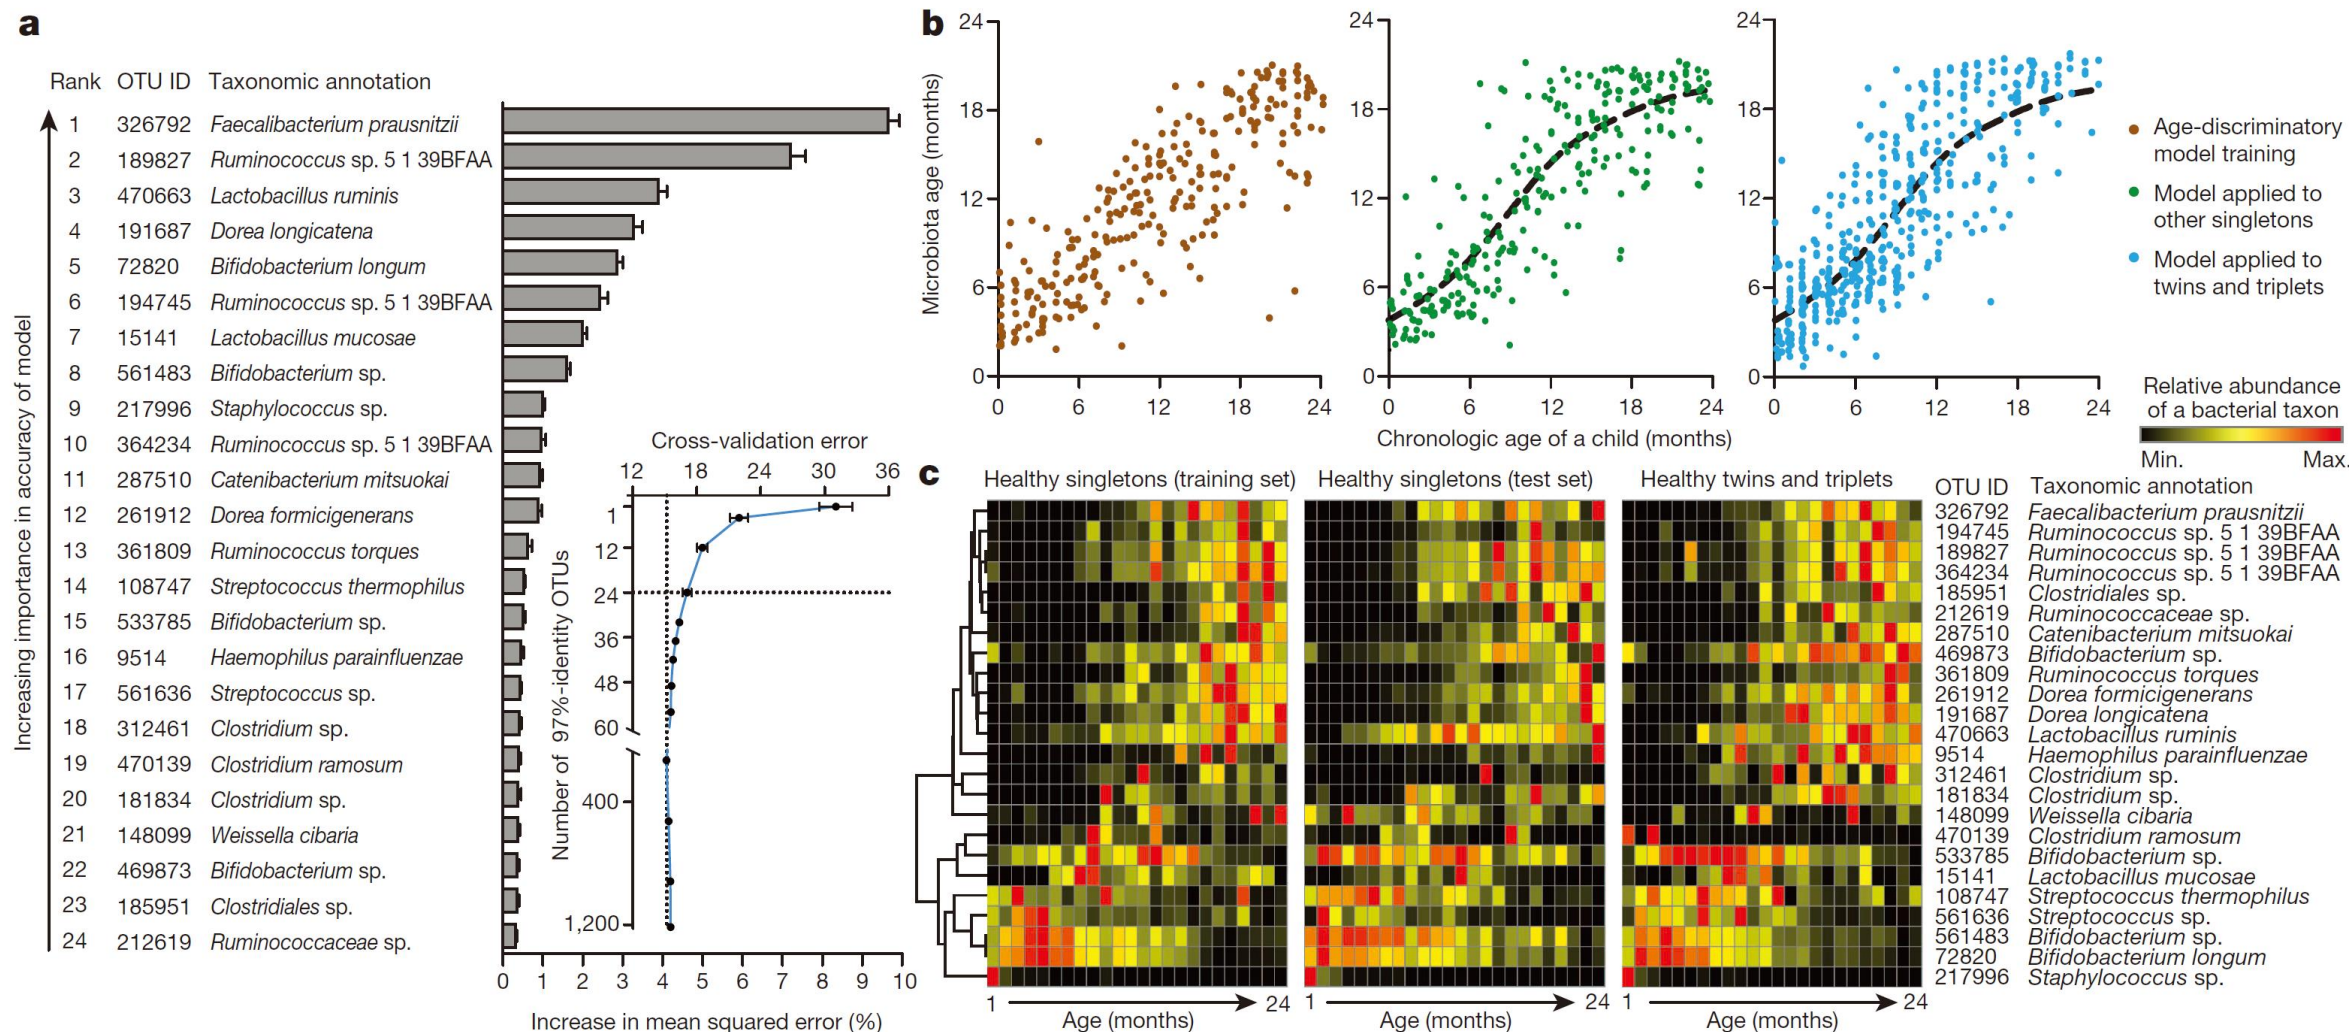 a
Rank OTU ID Taxonomic annotation
1 326792 Faecalibacterium prausnitzii
2 189827 Ruminococcus sp. 5 1 39BFAA
3 470663 Lactobacillus ruminis
4 191687 Dorea longicatena
5 72820 Bifidobacterium longum
6 194745 Ruminococcus sp. 5 1 39BFAA
7 15141 Lactobacillus mucosae
8 561483 Bifidobacterium sp.
9 217996 Staphylococcus sp.
10 364234 Ruminococcus sp. 5 1 39BFAA
11 287510 Catenibacterium mitsuokai
12 261912 Dorea formicigenerans
13 361809 Ruminococcus torques
14 108747 Streptococcus thermophilus
15 533785 Bifidobacterium sp.
16 9514 Haemophilus parainfluenzae
17 561636 Streptococcus sp.
18 312461 Clostridium sp.
19 470139 Clostridium ramosum
20 181834 Clostridium sp.
21 148099 Weissella cibaria
22 469873 Bifidobacterium sp.
23 185951 Clostridiales sp.
24 212619 Ruminococcaceae sp.
Increasing importance in accuracy of model
0 1 2 3 4 5 6 7 8 9 10
Increase in mean squared error (%)
Cross-validation error
12 18 24 30 36
1
12
24
36
48
60
400
1,200
Number of 97%-identity OTUs
b
Microbiota age (months)
24
18
12
6
0
0 6 12 18 24
24
18
12
6
0
0 6 12 18 24
24
18
12
6
0
0 6 12 18 24
Chronologic age of a child (months)
Age-discriminatory
model training
Model applied to
other singletons
Model applied to
twins and triplets
Relative abundance
of a bacterial taxon
Min. Max.
c
Healthy singletons (training set) Healthy singletons (test set) Healthy twins and triplets
OTU ID Taxonomic annotation
326792 Faecalibacterium prausnitzii
194745 Ruminococcus sp. 5 1 39BFAA
189827 Ruminococcus sp. 5 1 39BFAA
364234 Ruminococcus sp. 5 1 39BFAA
185951 Clostridiales sp.
212619 Ruminococcaceae sp.
287510 Catenibacterium mitsuokai
469873 Bifidobacterium sp.
361809 Ruminococcus torques
261912 Dorea formicigenerans
191687 Dorea longicatena
470663 Lactobacillus ruminis
9514 Haemophilus parainfluenzae
312461 Clostridium sp.
181834 Clostridium sp.
148099 Weissella cibaria
470139 Clostridium ramosum
533785 Bifidobacterium sp.
15141 Lactobacillus mucosae
108747 Streptococcus thermophilus
561636 Streptococcus sp.
561483 Bifidobacterium sp.
72820 Bifidobacterium longum
217996 Staphylococcus sp.
1 24 1 24 1 24
Age (months) Age (months) Age (months)